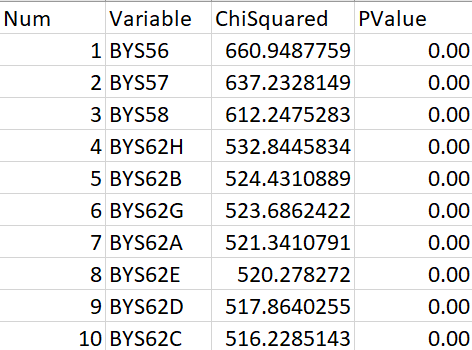 Num Variable ChiSquared PValue
1 BYS56 660.9487759 0.00
2 BYS57 637.2328149 0.00
3 BYS58 612.2475283 0.00
4 BYS62H 532.8445834 0.00
5 BYS62B 524.4310889 0.00
6 BYS62G 523.6862422 0.00
7 BYS62A 521.3410791 0.00
8 BYS62E 520.278272 0.00
9 BYS62D 517.8640255 0.00
10 BYS62C 516.2285143 0.00